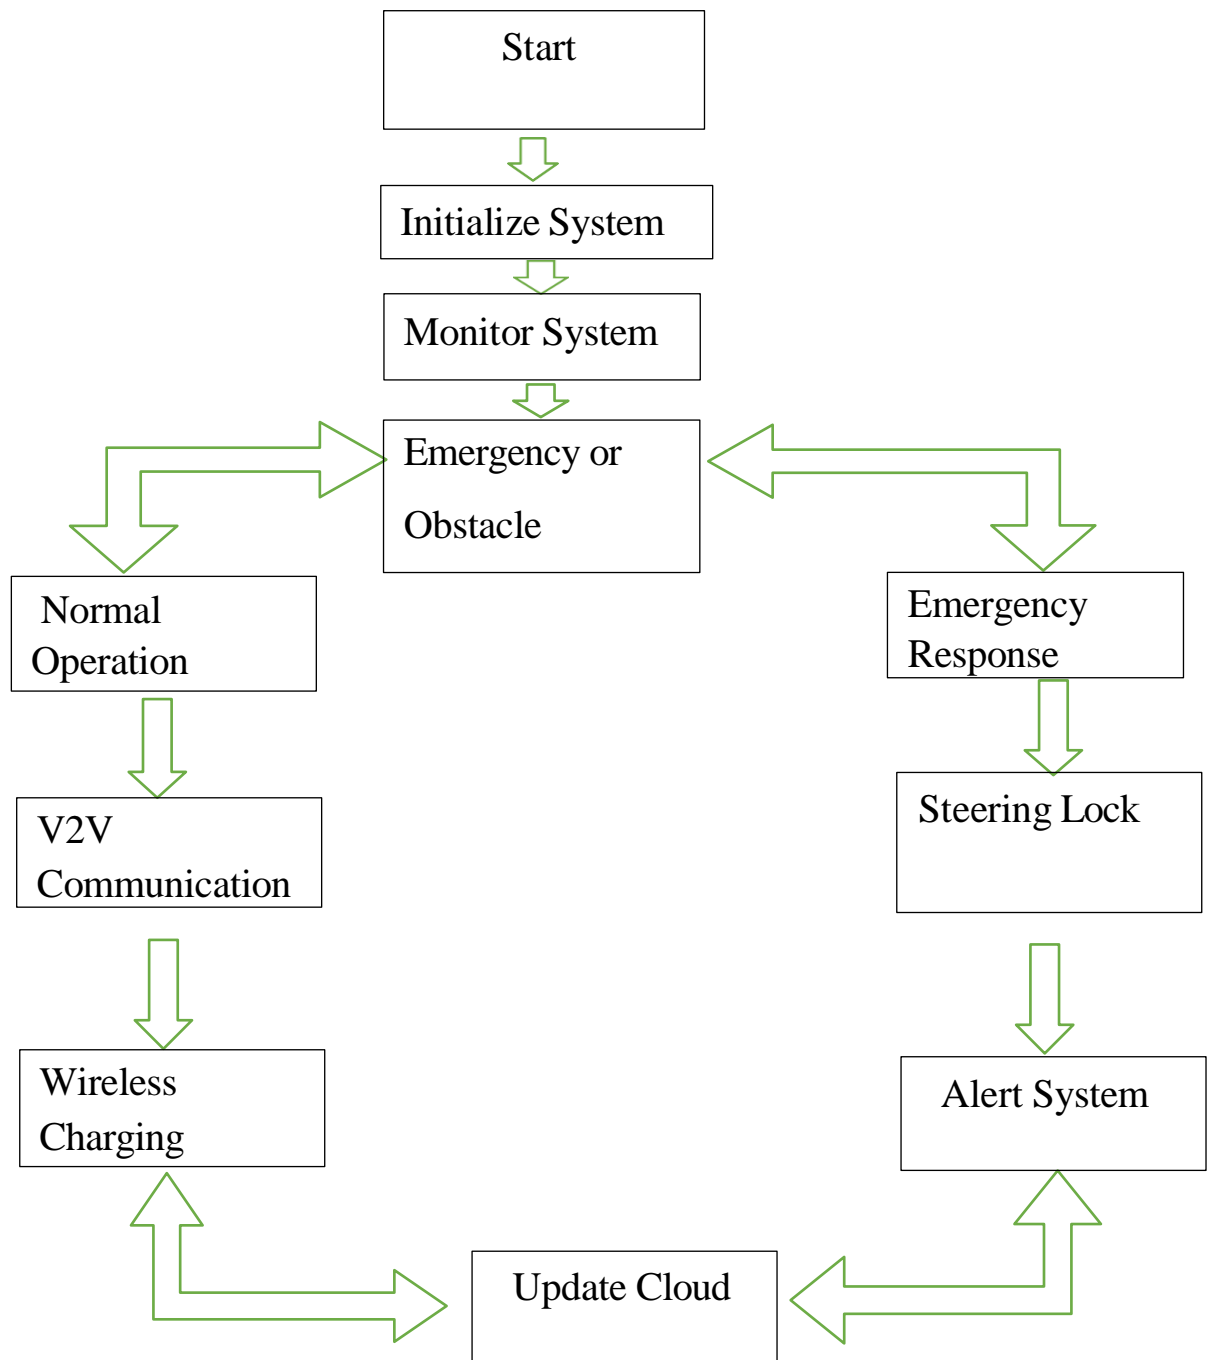 Start
Initialize System
Monitor System
Emergency or
Obstacle
Normal
Operation
Emergency
Response
V2V
Communication
Steering Lock
Wireless
Charging
Alert System
Update Cloud